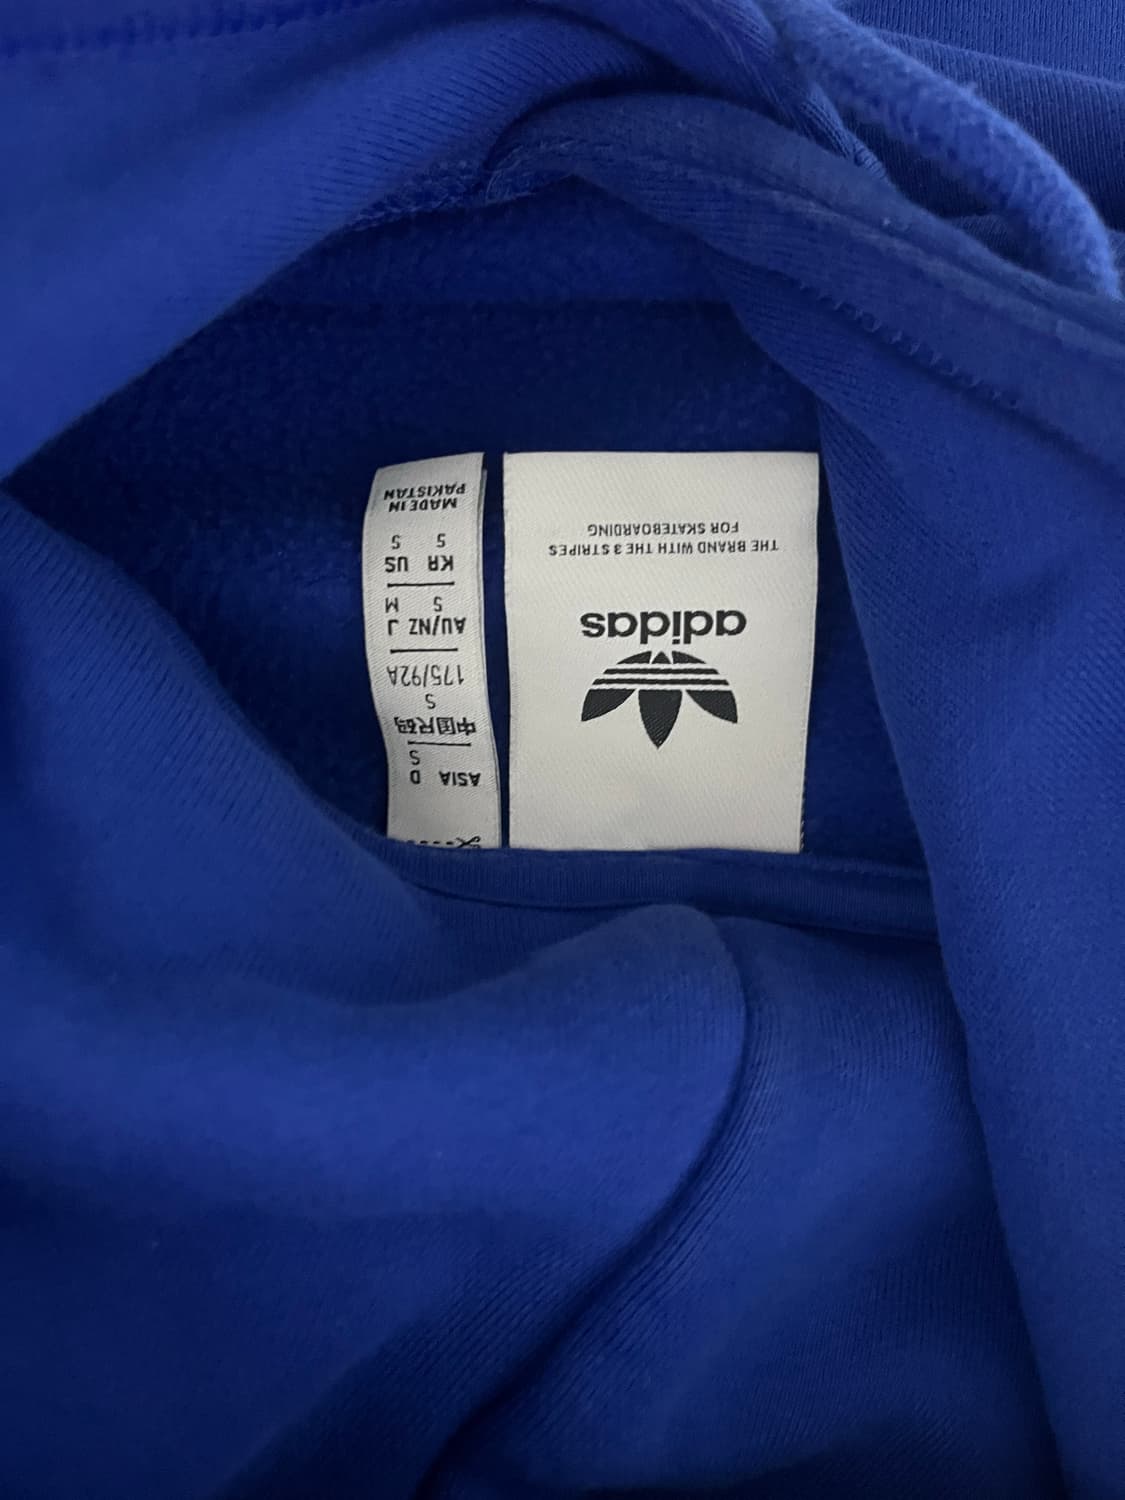 adidas
THE BRAND WITH THE 3 STRIPES
FOR SKATEBOARDING
ASIA D
S
中国尺码
S
175/92A
AU/NZ J
S M
KR US
S S
MADE IN
PAKISTAN